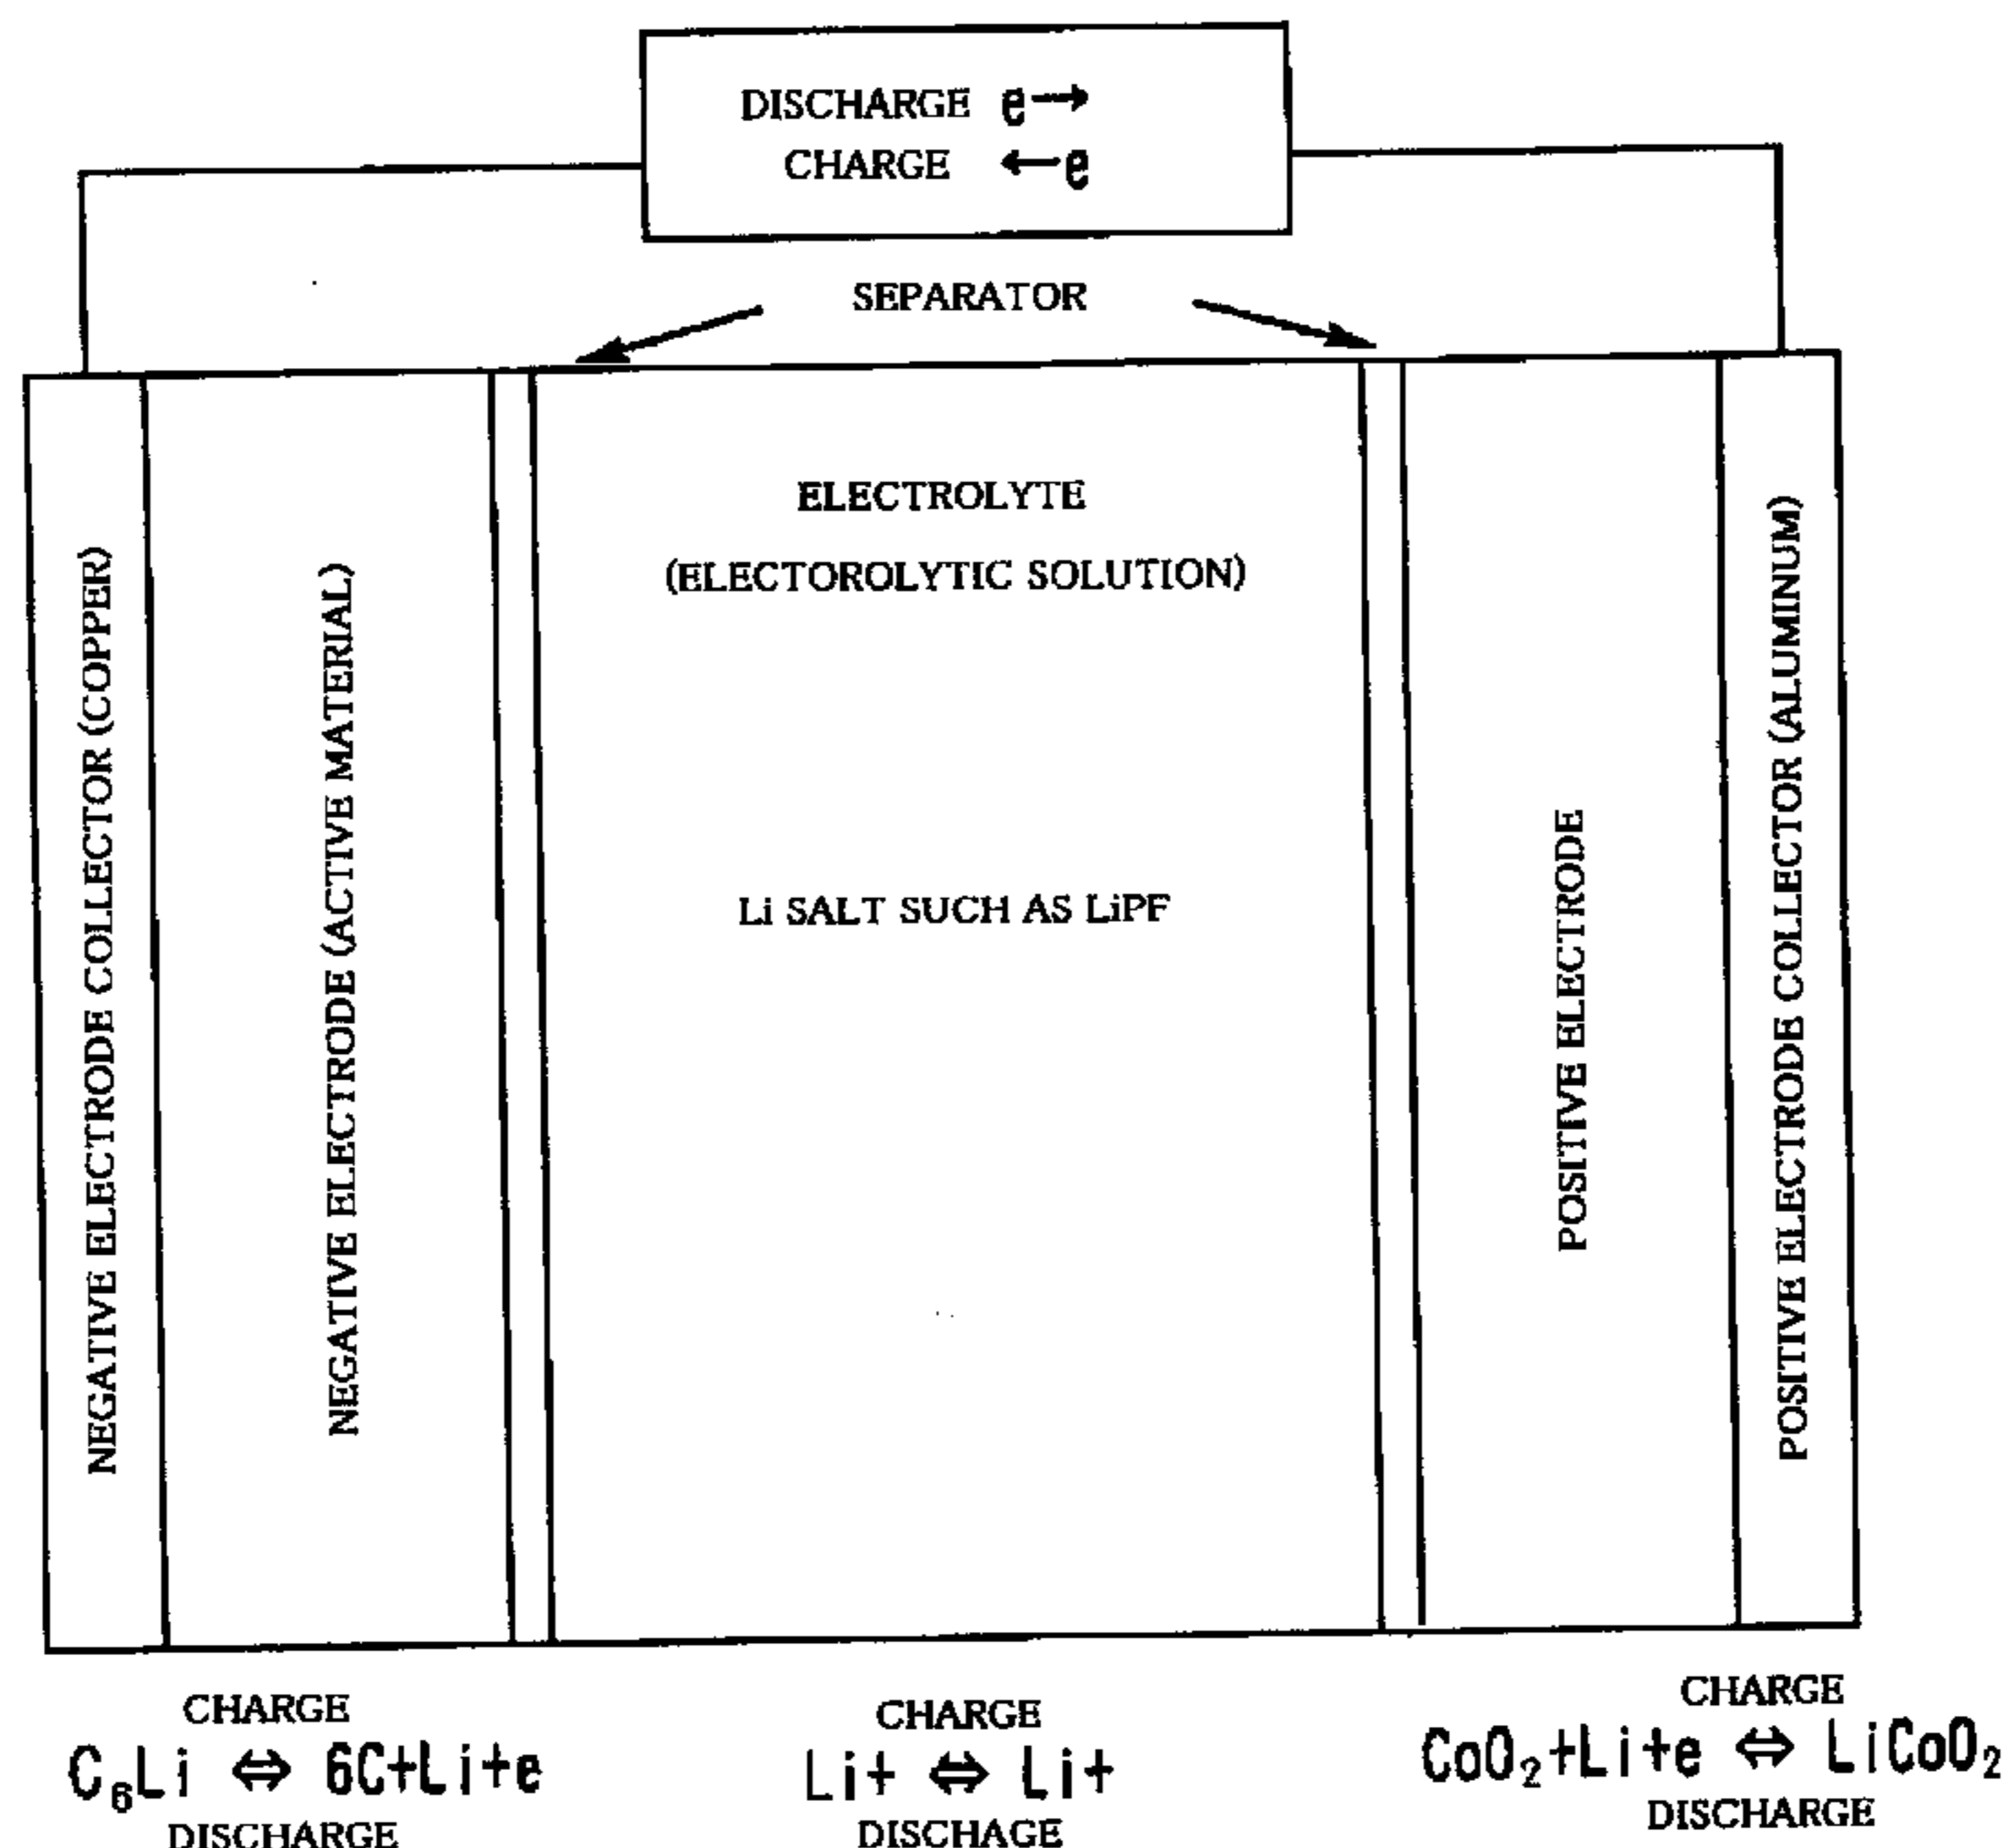 DISCHARGE e→
CHARGE ←e
SEPARATOR
NEGATIVE ELECTRODE COLLECTOR (COPPER)
NEGATIVE ELECTRODE (ACTIVE MATERIAL)
ELECTROLYTE
(ELECTOROLYTIC SOLUTION)
Li SALT SUCH AS LiPF
POSITIVE ELECTRODE
POSITIVE ELECTRODE COLLECTOR (ALUMINUM)
CHARGE
C₆Li ⇔ 6C+Li+e
DISCHARGE
CHARGE
Li+ ⇔ Li+
DISCHAGE
CHARGE
CoO₂+Li+e ⇔ LiCoO₂
DISCHARGE